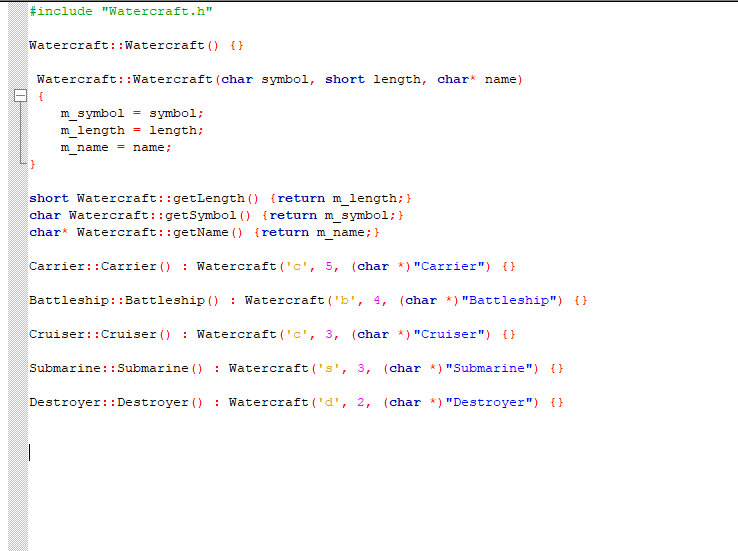 #include "Watercraft.h"
Watercraft::Watercraft() {}
Watercraft::Watercraft(char symbol, short length, char* name)
{
m_symbol = symbol;
m_length = length;
m_name = name;
}
short Watercraft::getLength() {return m_length;}
char Watercraft::getSymbol() {return m_symbol;}
char* Watercraft::getName() {return m_name;}
Carrier::Carrier() : Watercraft('c', 5, (char *)"Carrier") {}
Battleship::Battleship() : Watercraft('b', 4, (char *)"Battleship") {}
Cruiser::Cruiser() : Watercraft('c', 3, (char *)"Cruiser") {}
Submarine::Submarine() : Watercraft('s', 3, (char *)"Submarine") {}
Destroyer::Destroyer() : Watercraft('d', 2, (char *)"Destroyer") {}